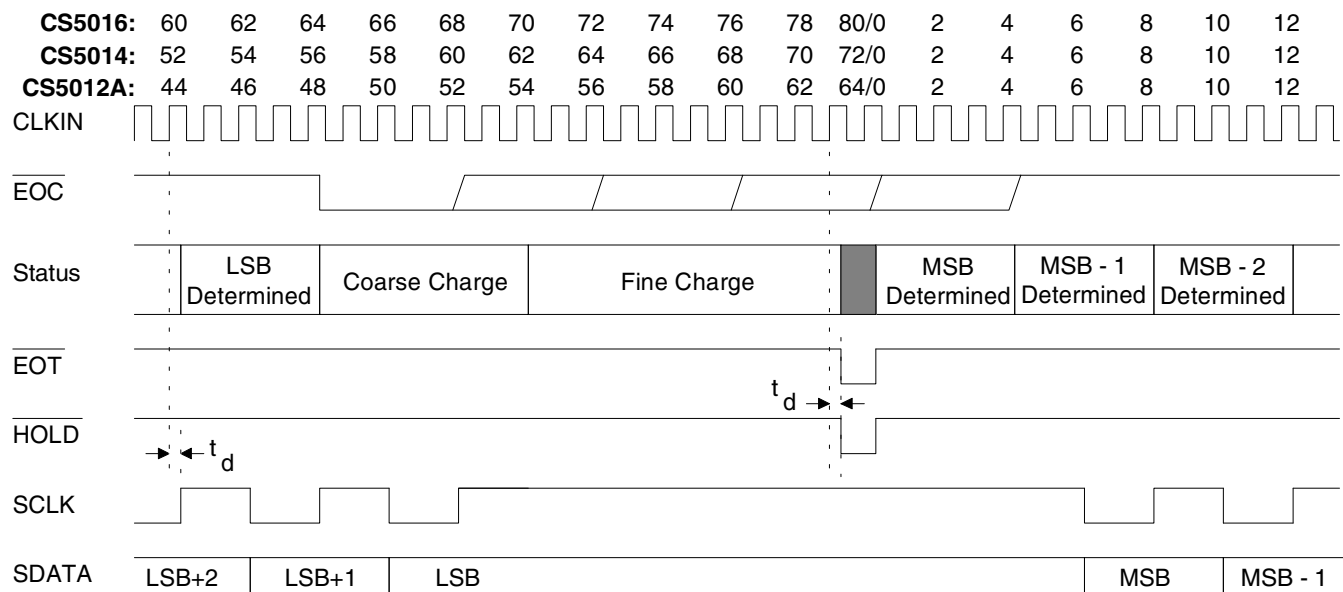 CS5016: 60 62 64 66 68 70 72 74 76 78 80/0 2 4 6 8 10 12
CS5014: 52 54 56 58 60 62 64 66 68 70 72/0 2 4 6 8 10 12
CS5012A: 44 46 48 50 52 54 56 58 60 62 64/0 2 4 6 8 10 12
CLKIN
EOC
Status
LSB
Determined
Coarse Charge
Fine Charge
MSB
Determined
MSB - 1
Determined
MSB - 2
Determined
EOT
t d
HOLD
t d
SCLK
SDATA LSB+2 LSB+1 LSB MSB MSB - 1